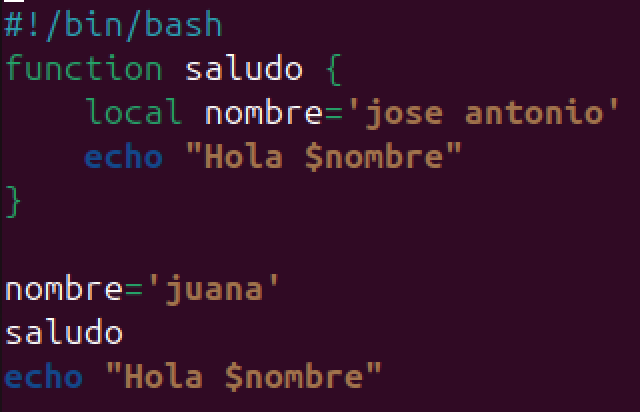 #!/bin/bash
function saludo {
    local nombre='jose antonio'
    echo "Hola $nombre"
}

nombre='juana'
saludo
echo "Hola $nombre"